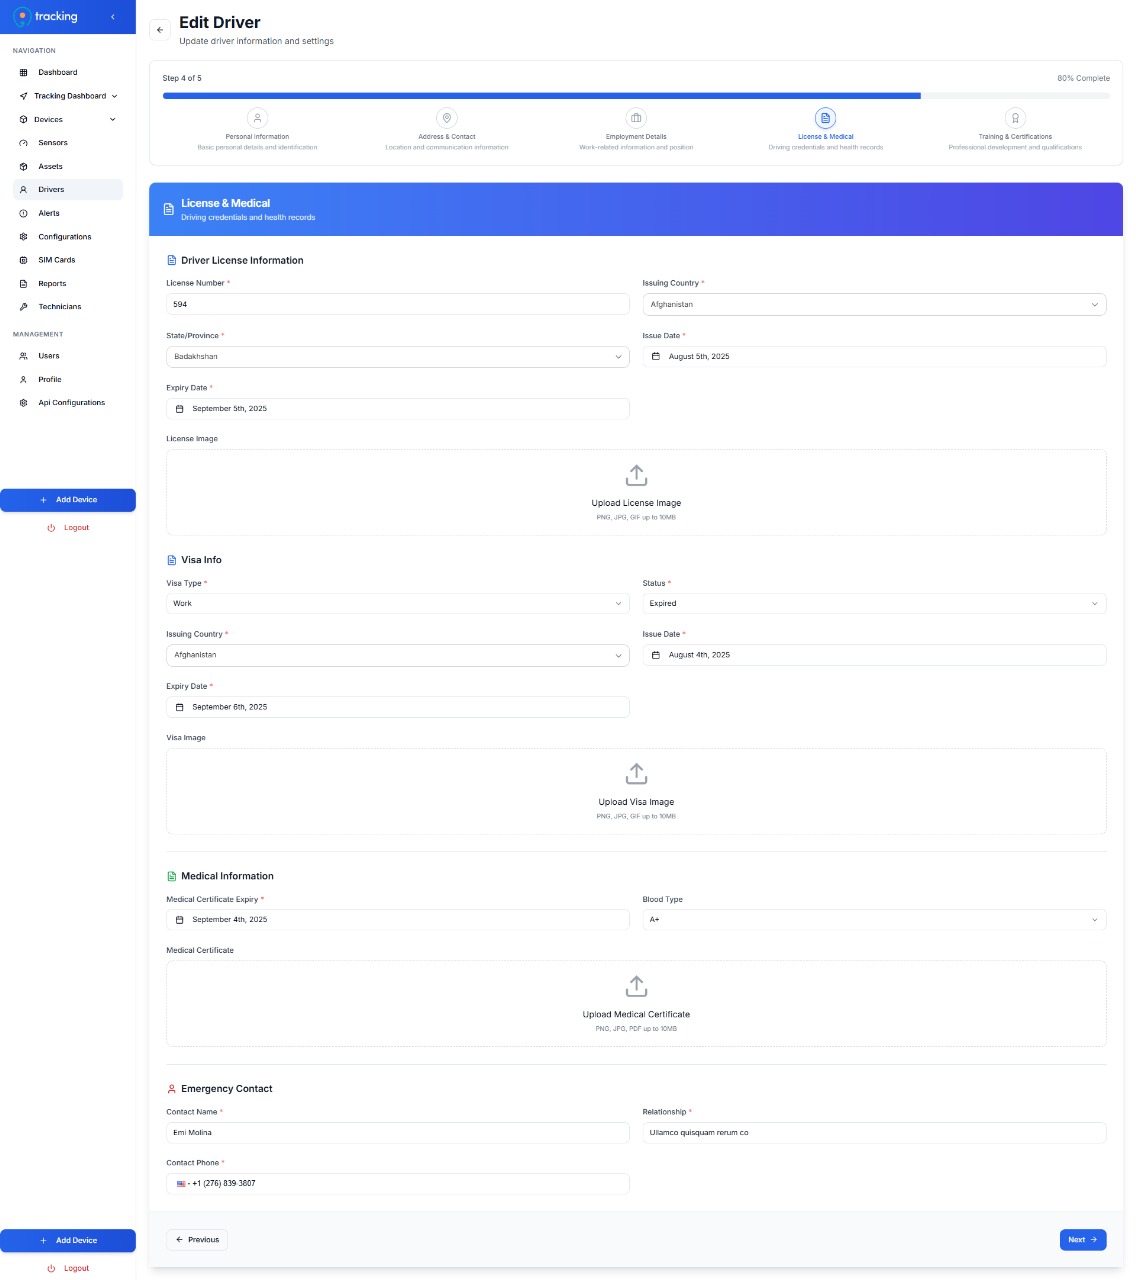 tracking
NAVIGATION
Dashboard
Tracking Dashboard
Devices
Sensors
Assets
Drivers
Alerts
Configurations
SIM Cards
Reports
Technicians
MANAGEMENT
Users
Profile
Api Configurations
+ Add Device
Logout
+ Add Device
Logout
Edit Driver
Update driver information and settings
Step 4 of 5
80% Complete
Personal Information
Basic personal details and identification
Address & Contact
Location and communication information
Employment Details
Work-related information and position
License & Medical
Driving credentials and health records
Training & Certifications
Professional development and qualifications
License & Medical
Driving credentials and health records
Driver License Information
License Number *
594
Issuing Country *
Afghanistan
State/Province *
Badakhshan
Issue Date *
August 5th, 2025
Expiry Date *
September 5th, 2025
License Image
Upload License Image
PNG, JPG, GIF up to 10MB
Visa Info
Visa Type *
Work
Status *
Expired
Issuing Country *
Afghanistan
Issue Date *
August 4th, 2025
Expiry Date *
September 6th, 2025
Visa Image
Upload Visa Image
PNG, JPG, GIF up to 10MB
Medical Information
Medical Certificate Expiry *
September 4th, 2025
Blood Type
A+
Medical Certificate
Upload Medical Certificate
PNG, JPG, PDF up to 10MB
Emergency Contact
Contact Name *
Emi Molina
Relationship *
Ullamco quisquam rerum co
Contact Phone *
+1 (276) 839-3807
Previous
Next